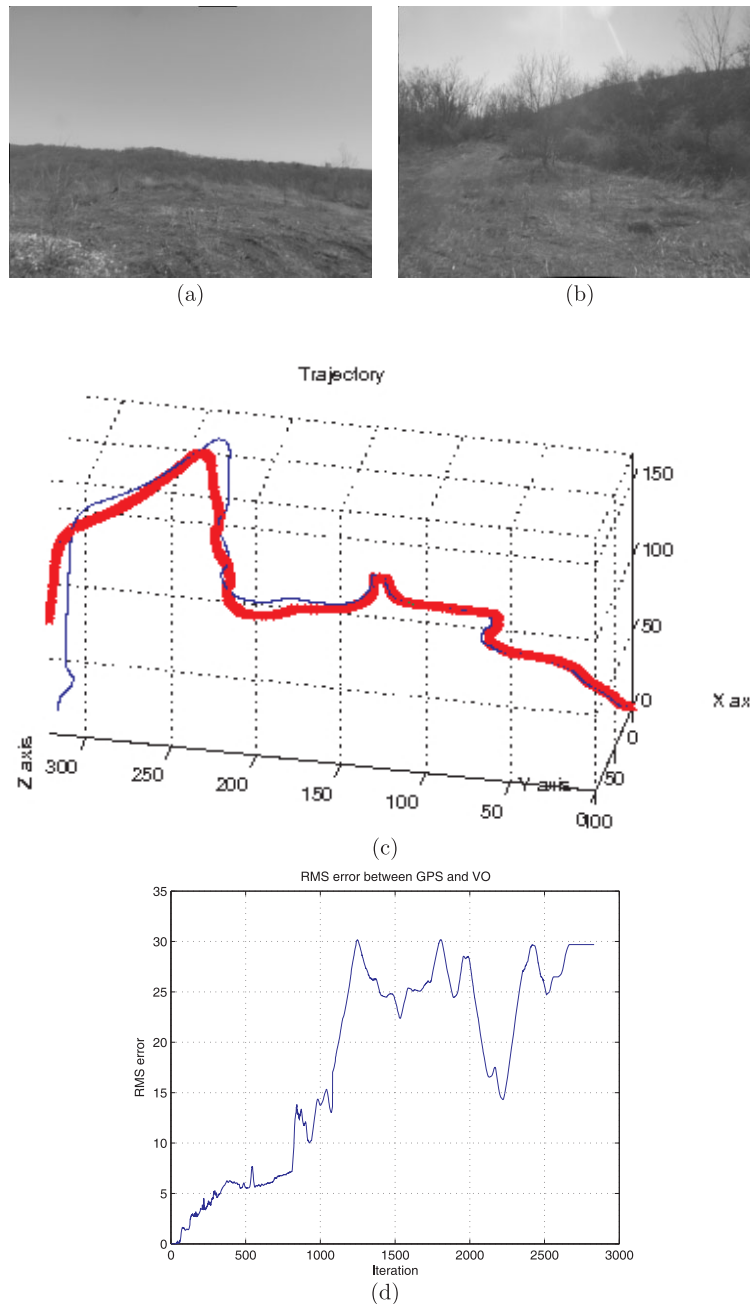 (a)
(b)
Trajectory
150
100
50
0
X ax
0
50
100
0
Y axis
50
100
150
200
250
300
Z axis
(c)
RMS error between GPS and VO
35
30
25
20
15
10
5
0
RMS error
0 500 1000 1500 2000 2500 3000
Iteration
(d)